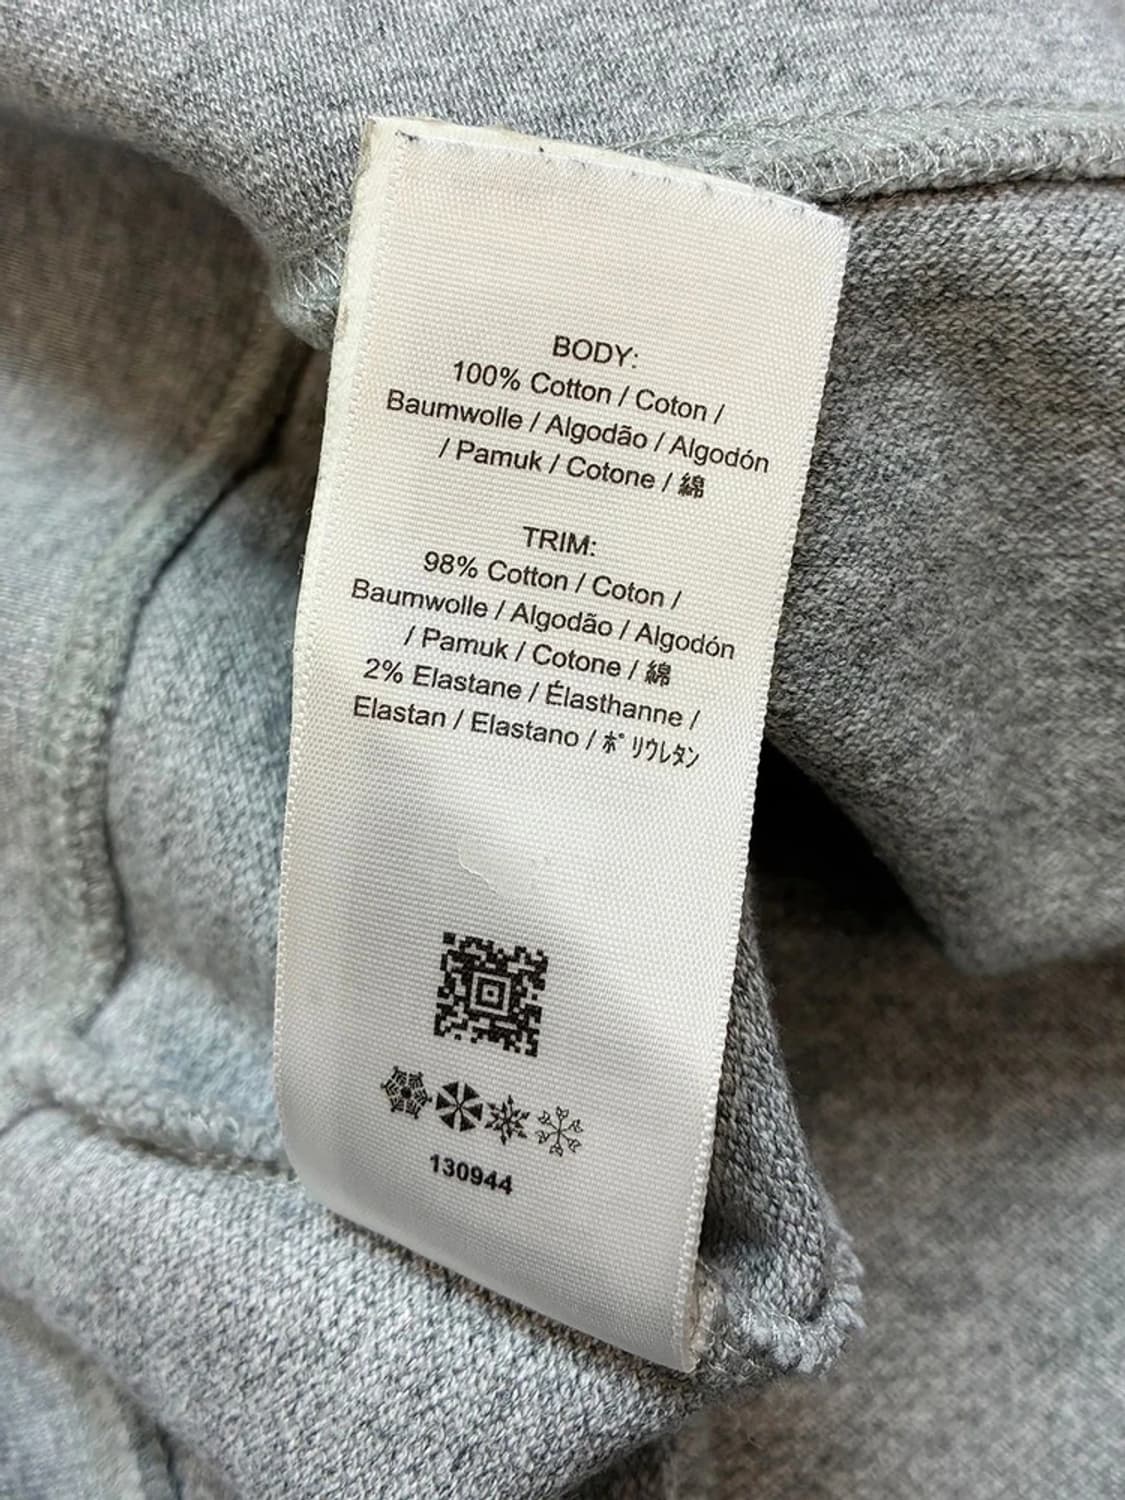 BODY:
100% Cotton / Coton /
Baumwolle / Algodão / Algodón
/ Pamuk / Cotone / 綿
TRIM:
98% Cotton / Coton /
Baumwolle / Algodão / Algodón
/ Pamuk / Cotone / 綿
2% Elastane / Élasthanne /
Elastan / Elastano / ポリウレタン
130944